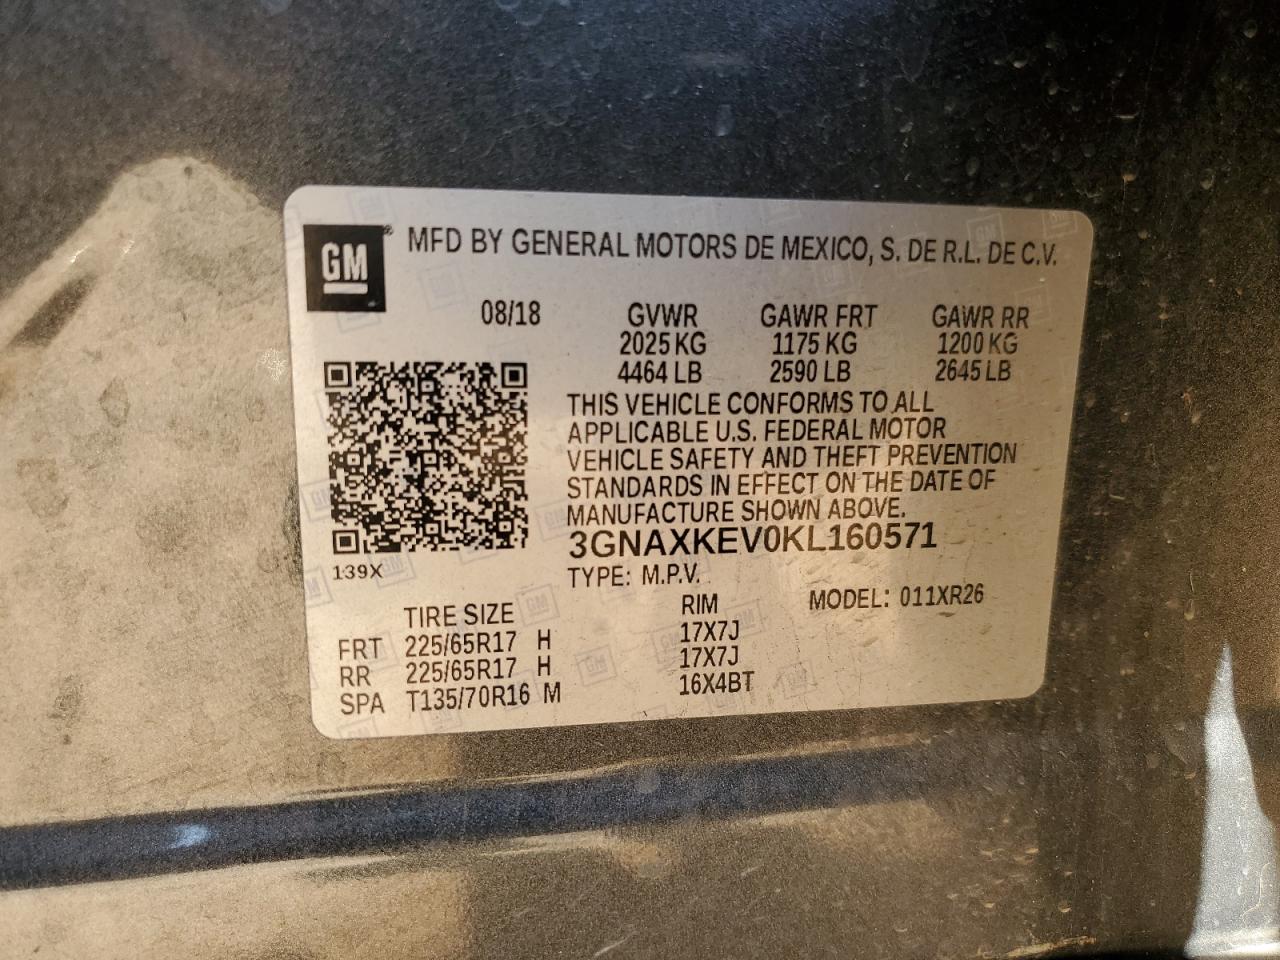 GM® MFD BY GENERAL MOTORS DE MEXICO, S. DE R.L. DE C.V.
08/18 GVWR GAWR FRT GAWR RR
2025 KG 1175 KG 1200 KG
4464 LB 2590 LB 2645 LB
THIS VEHICLE CONFORMS TO ALL
APPLICABLE U.S. FEDERAL MOTOR
VEHICLE SAFETY AND THEFT PREVENTION
STANDARDS IN EFFECT ON THE DATE OF
MANUFACTURE SHOWN ABOVE.
3GNAXKEV0KL160571
139X TYPE: M.P.V.
TIRE SIZE RIM MODEL: 011XR26
FRT 225/65R17 H 17X7J
RR 225/65R17 H 17X7J
SPA T135/70R16 M 16X4BT